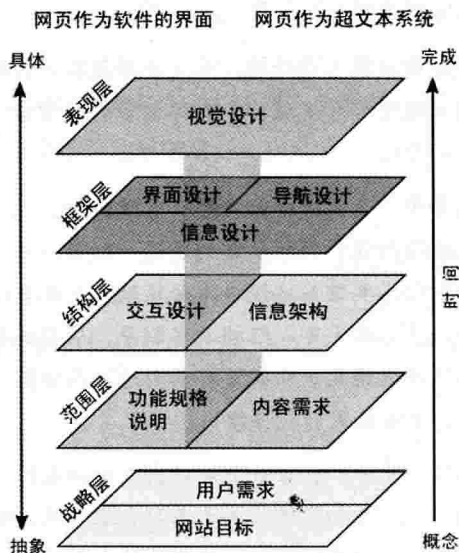 网页作为软件的界面 网页作为超文本系统
具体
完成
表现层
视觉设计
框架层
界面设计 导航设计
信息设计
时间
结构层
交互设计 信息架构
范围层
功能规格
说明
内容需求
战略层
用户需求
网站目标
抽象
概念